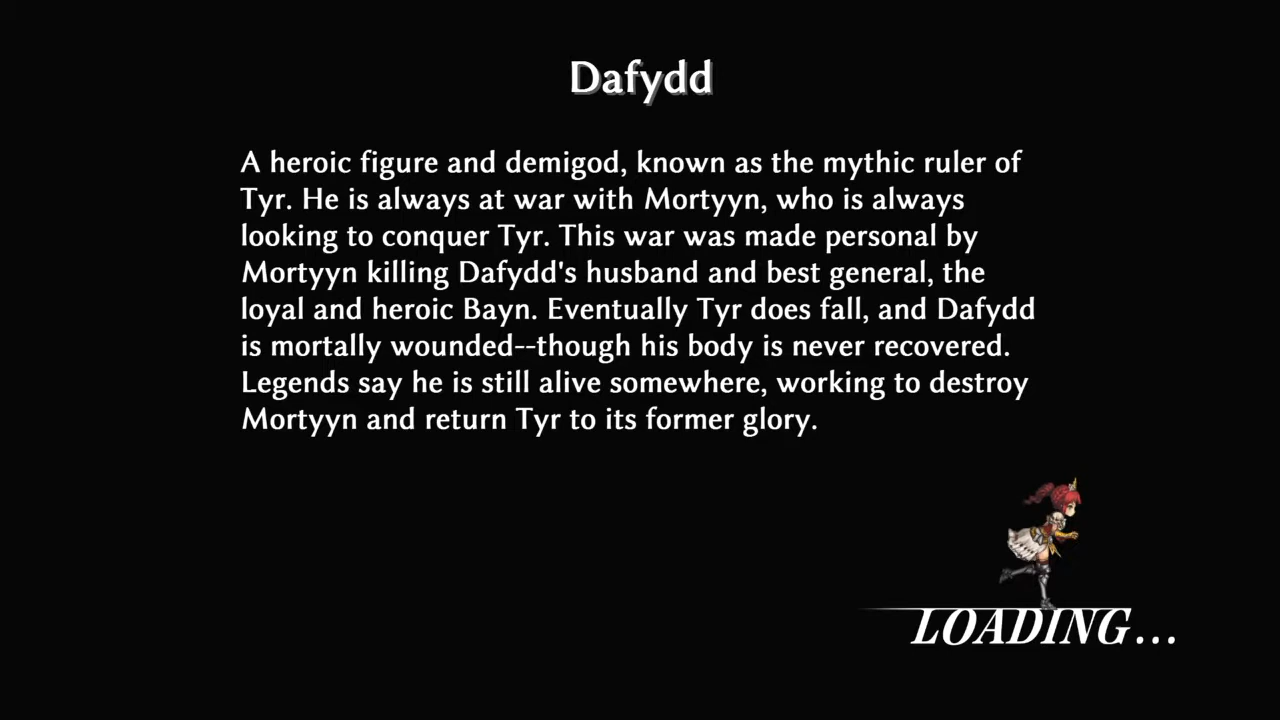 Dafydd
A heroic figure and demigod, known as the mythic ruler of
Tyr. He is always at war with Mortyyn, who is always
looking to conquer Tyr. This war was made personal by
Mortyyn killing Dafydd's husband and best general, the
loyal and heroic Bayn. Eventually Tyr does fall, and Dafydd
is mortally wounded--though his body is never recovered.
Legends say he is still alive somewhere, working to destroy
Mortyyn and return Tyr to its former glory.
LOADING...